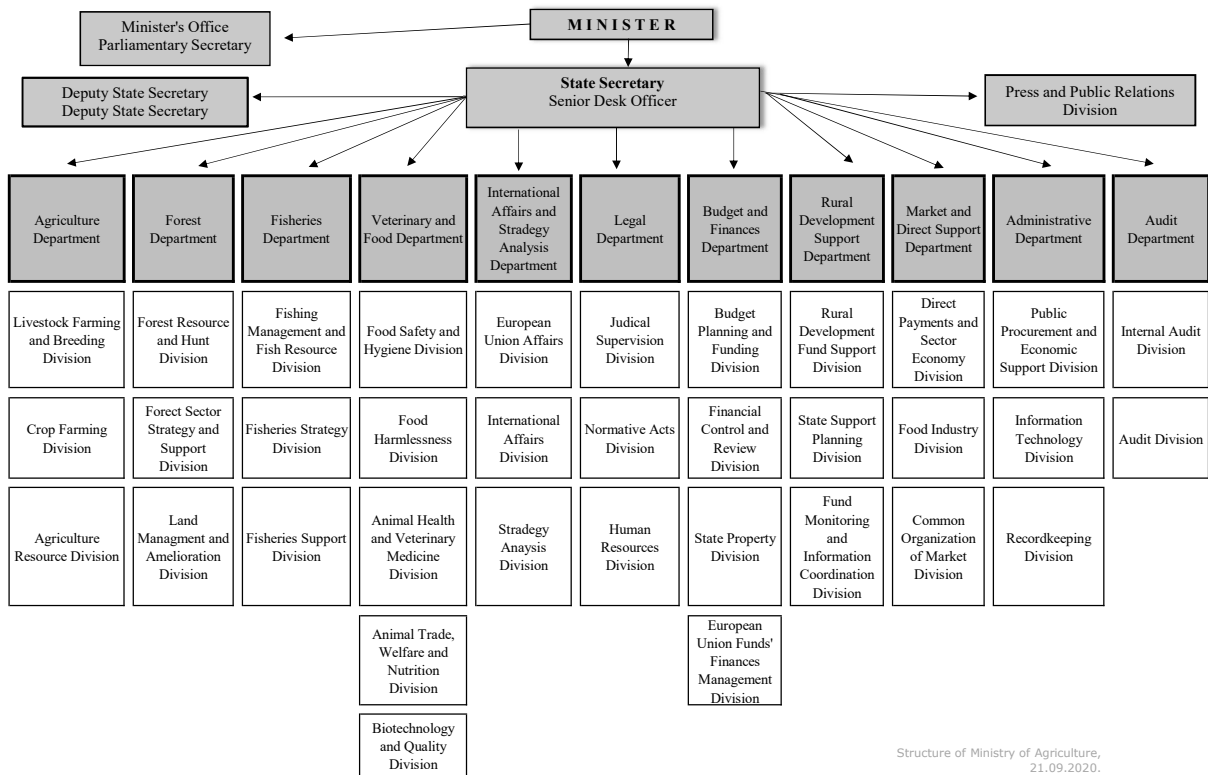 Minister's Office
Parliamentary Secretary
M I N I S T E R
State Secretary
Senior Desk Officer
Deputy State Secretary
Deputy State Secretary
Press and Public Relations
Division
Agriculture
Department
Forest
Department
Fisheries
Department
Veterinary and
Food Department
International
Affairs and
Stradegy
Analysis
Department
Legal
Department
Budget and
Finances
Department
Rural
Development
Support
Department
Market and
Direct Support
Department
Administrative
Department
Audit
Department
Livestock Farming
and Breeding
Division
Forest Resource
and Hunt
Division
Fishing
Management and
Fish Resource
Division
Food Safety and
Hygiene Division
European
Union Affairs
Division
Judical
Supervision
Division
Budget
Planning and
Funding
Division
Rural
Development
Fund Support
Division
Direct
Payments and
Sector
Economy
Division
Public
Procurement and
Economic
Support Division
Internal Audit
Division
Crop Farming
Division
Forest Sector
Strategy and
Support
Division
Fisheries Strategy
Division
Food
Harmlessness
Division
International
Affairs
Division
Normative Acts
Division
Financial
Control and
Review
Division
State Support
Planning
Division
Food Industry
Division
Information
Technology
Division
Audit Division
Agriculture
Resource Division
Land
Managment and
Amelioration
Division
Fisheries Support
Division
Animal Health
and Veterinary
Medicine
Division
Stradegy
Anaysis
Division
Human
Resources
Division
State Property
Division
Fund
Monitoring
and
Information
Coordination
Division
Common
Organization
of Market
Division
Recordkeeping
Division
Animal Trade,
Welfare and
Nutrition
Division
European
Union Funds'
Finances
Management
Division
Biotechnology
and Quality
Division
Structure of Ministry of Agriculture,
21.09.2020.